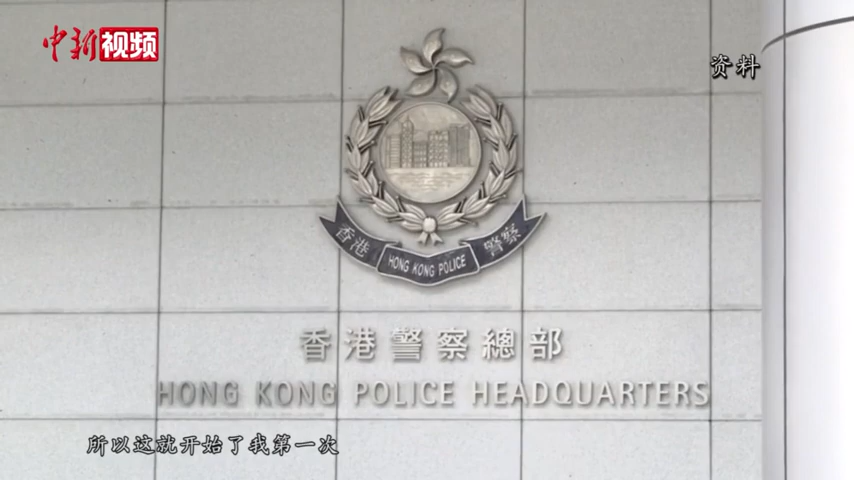 中新视频
资料
香港 HONG KONG POLICE 警察
香港警察總部
HONG KONG POLICE HEADQUARTERS
所以这就开始了我第一次